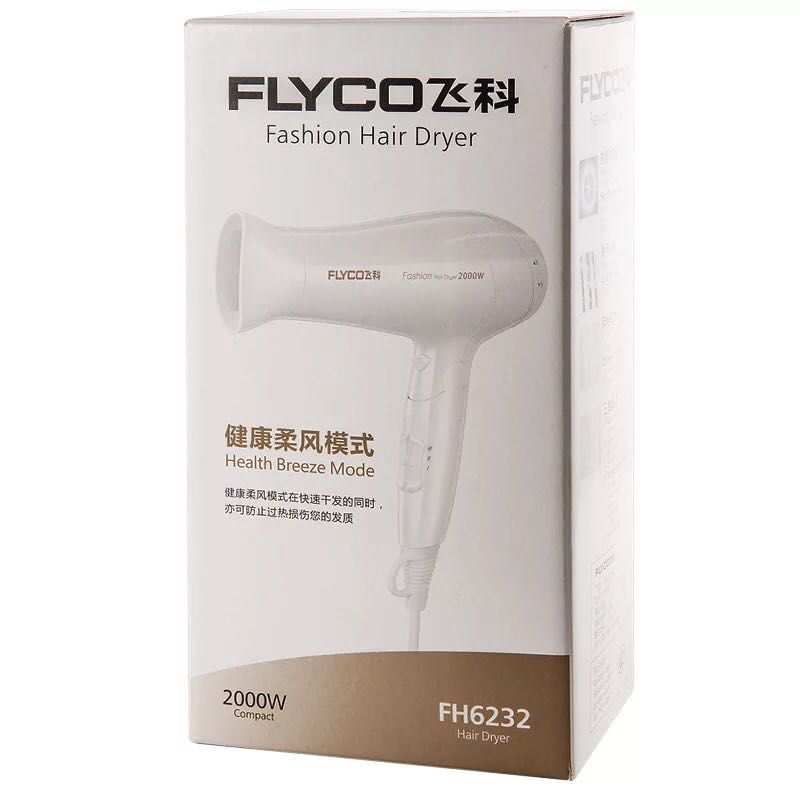 FLYCO飞科
Fashion Hair Dryer
FLYCO飞科
Fashion Hair Dryer 2000W
健康柔风模式
Health Breeze Mode
健康柔风模式在快速干发的同时，
亦可防止过热损伤您的发质
2000W
Compact
FH6232
Hair Dryer
FLYCO